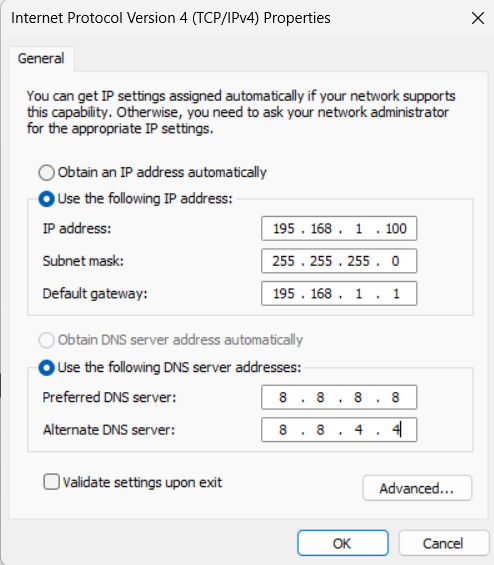 Internet Protocol Version 4 (TCP/IPv4) Properties
General
You can get IP settings assigned automatically if your network supports
this capability. Otherwise, you need to ask your network administrator
for the appropriate IP settings.
Obtain an IP address automatically
Use the following IP address:
IP address: 195 . 168 . 1 . 100
Subnet mask: 255 . 255 . 255 . 0
Default gateway: 195 . 168 . 1 . 1
Obtain DNS server address automatically
Use the following DNS server addresses:
Preferred DNS server: 8 . 8 . 8 . 8
Alternate DNS server: 8 . 8 . 4 . 4
Validate settings upon exit
Advanced...
OK Cancel